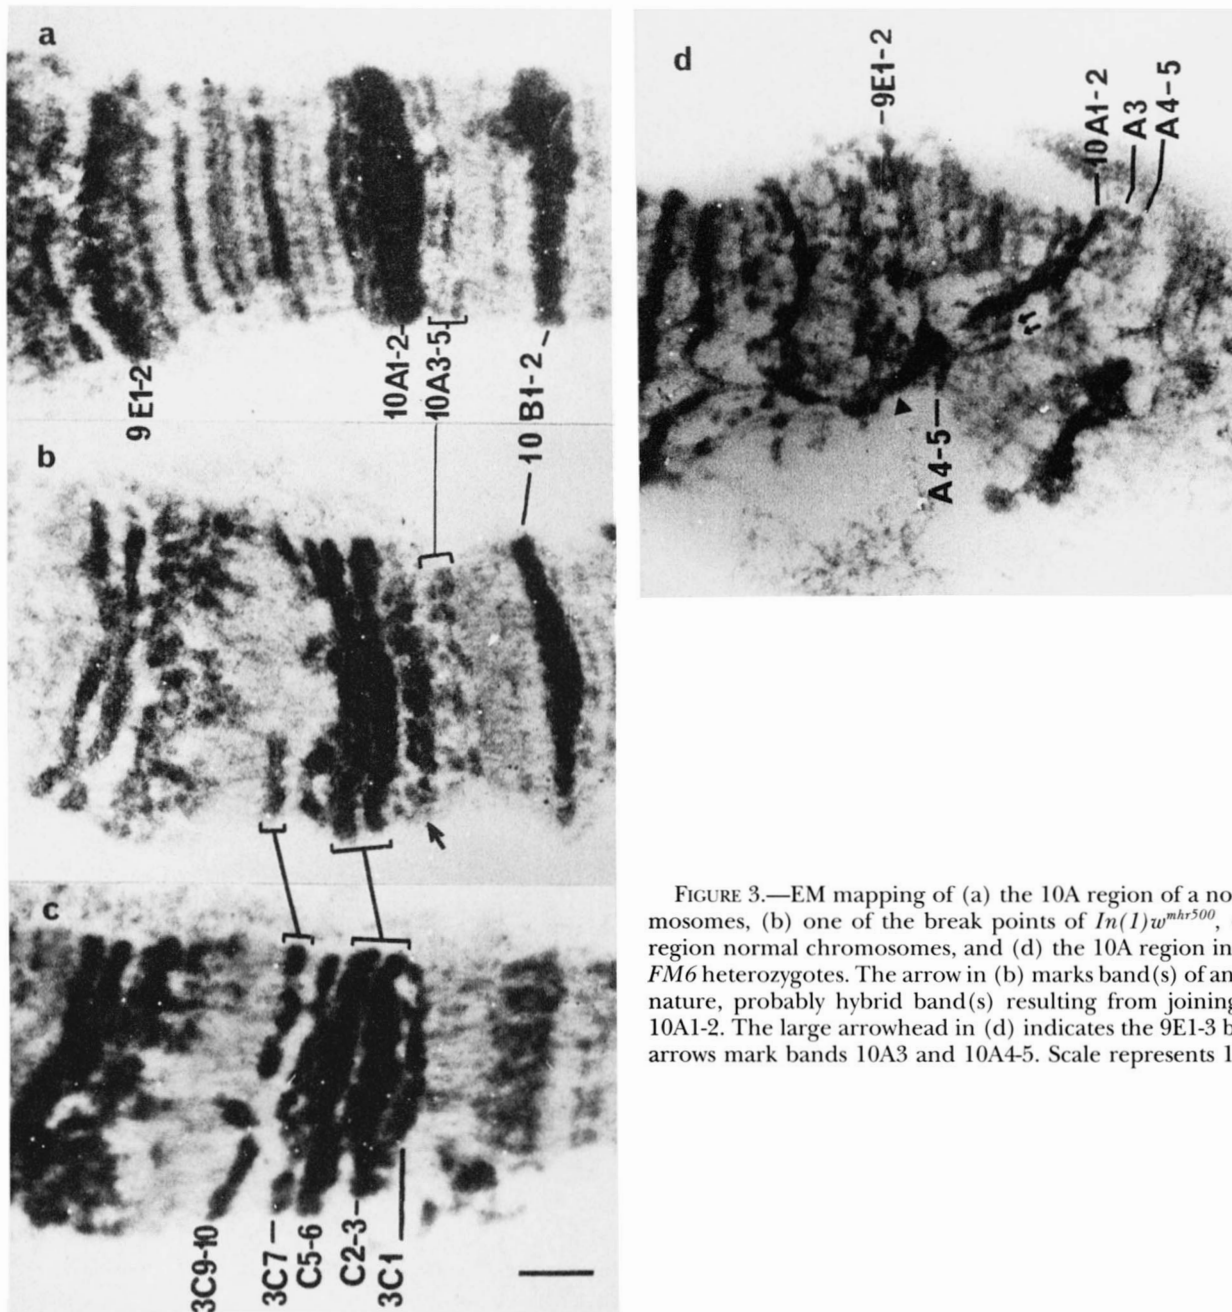 a
9 E1-2
10A1-2
10A3-5
10 B1-2
b
c
3C9-10
3C7
C5-6
C2-3
3C1
d
9E1-2
10A1-2
A3
A4-5
A4-5
FIGURE 3.—EM mapping of (a) the 10A region of a no
mosomes, (b) one of the break points of In(1)w^mhr500,
region normal chromosomes, and (d) the 10A region in
FM6 heterozygotes. The arrow in (b) marks band(s) of an
nature, probably hybrid band(s) resulting from joining
10A1-2. The large arrowhead in (d) indicates the 9E1-3 b
arrows mark bands 10A3 and 10A4-5. Scale represents 1